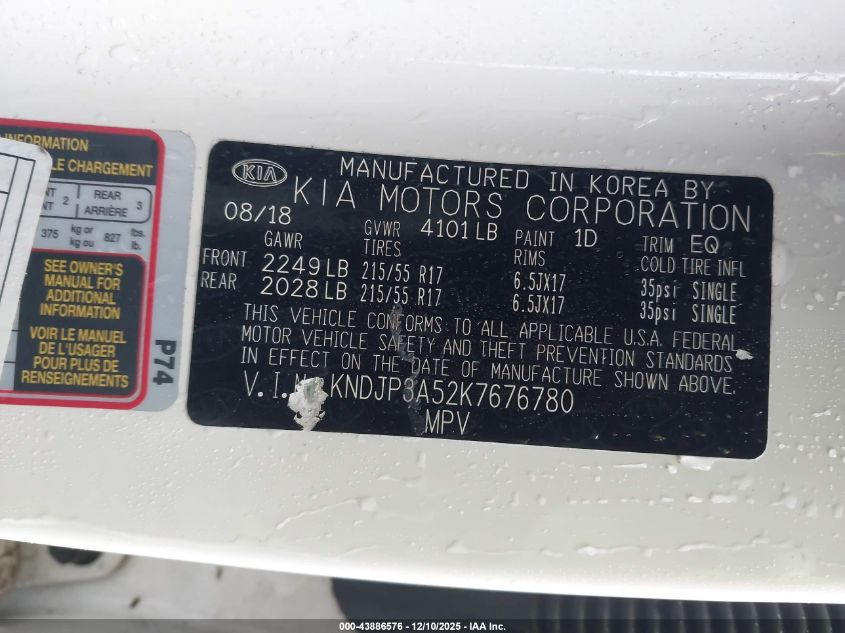 INFORMATION
LE CHARGEMENT
NT 2 REAR 3
NT ARRIÈRE
375 kg or 827 lbs.
kg ou lb.
SEE OWNER'S
MANUAL FOR
ADDITIONAL
INFORMATION
VOIR LE MANUEL
DE L'USAGER
POUR PLUS DE
RENSEIGNEMENTS
P74
KIA
MANUFACTURED IN KOREA BY
KIA MOTORS CORPORATION
08/18 GVWR 4101 LB PAINT 1D TRIM EQ
GAWR TIRES RIMS COLD TIRE INFL
FRONT 2249 LB 215/55 R17 6.5JX17 35psi SINGLE
REAR 2028 LB 215/55 R17 6.5JX17 35psi SINGLE
THIS VEHICLE CONFORMS TO ALL APPLICABLE U.S.A. FEDERAL
MOTOR VEHICLE SAFETY AND THEFT PREVENTION STANDARDS
IN EFFECT ON THE DATE OF MANUFACTURE SHOWN ABOVE.
V.I.N KNDJP3A52K7676780
MPV
000-43886576 - 12/10/2025 - IAA Inc.